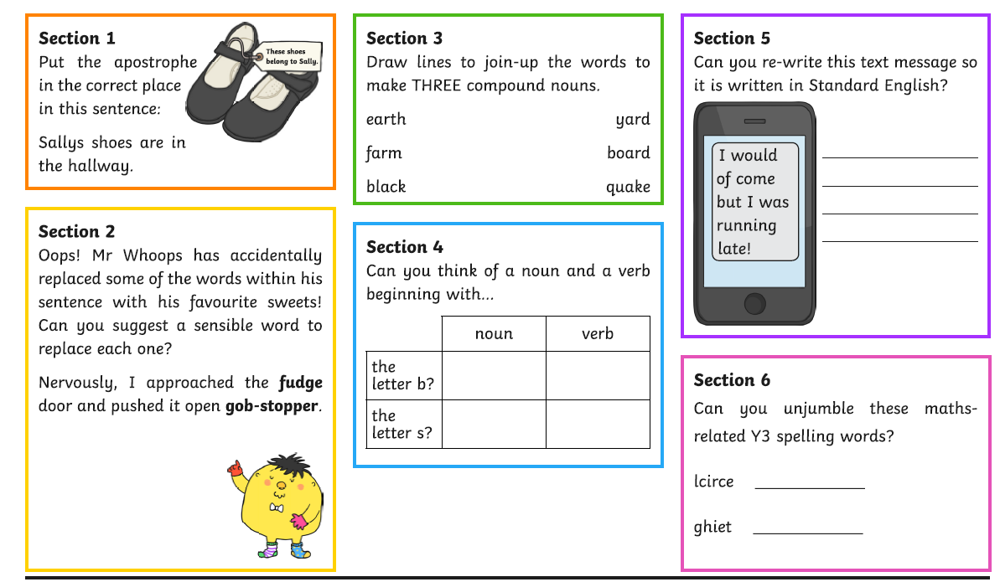 Section 1
Put the apostrophe
in the correct place
in this sentence:
Sallys shoes are in
the hallway.
These shoes
belong to Sally.
Section 2
Oops! Mr Whoops has accidentally
replaced some of the words within his
sentence with his favourite sweets!
Can you suggest a sensible word to
replace each one?
Nervously, I approached the fudge
door and pushed it open gob-stopper.
Section 3
Draw lines to join-up the words to
make THREE compound nouns.
earth yard
farm board
black quake
Section 4
Can you think of a noun and a verb
beginning with...
noun verb
the
letter b?
the
letter s?
Section 5
Can you re-write this text message so
it is written in Standard English?
I would
of come
but I was
running
late!
Section 6
Can you unjumble these maths-
related Y3 spelling words?
lcirce
ghiet